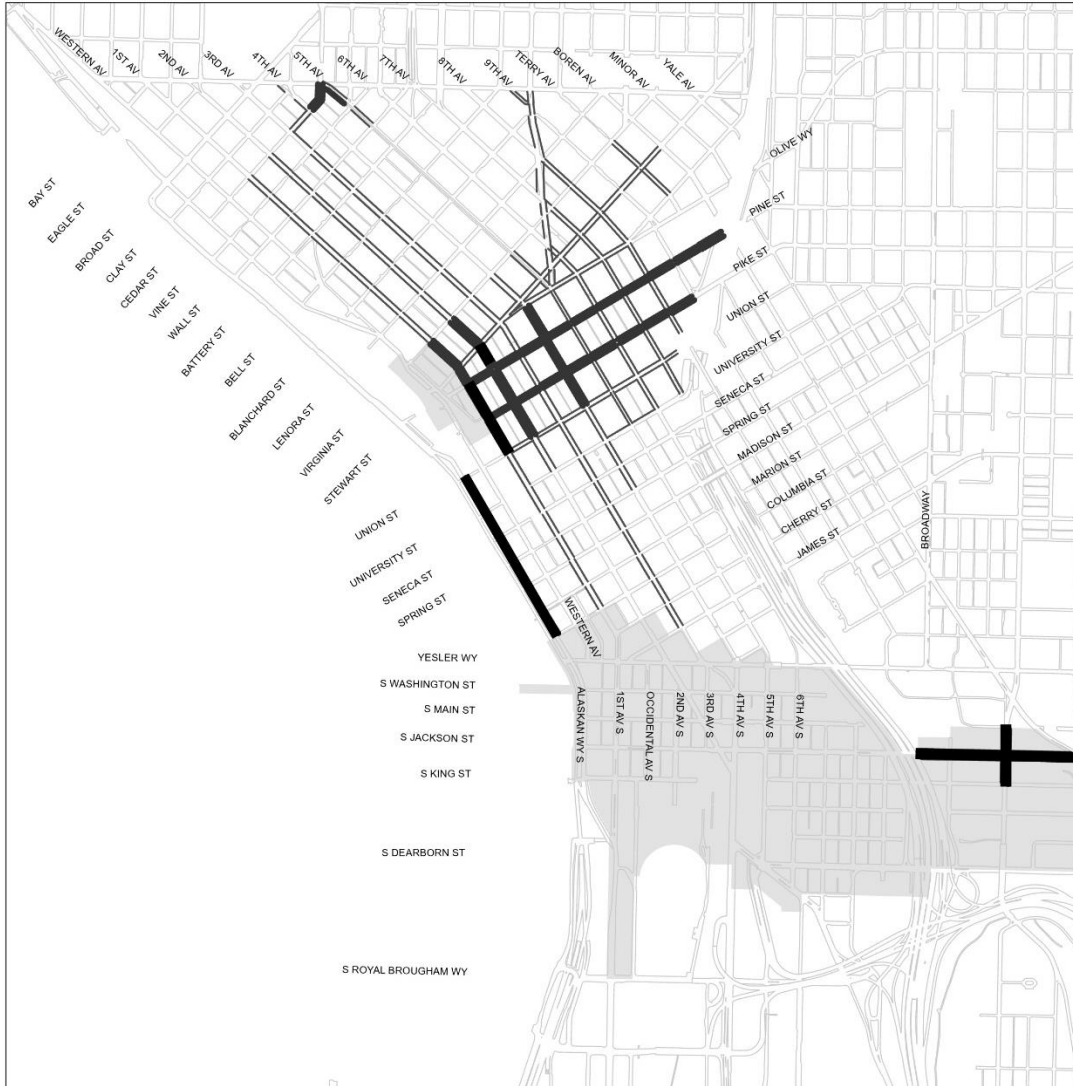 WESTERN AV
1ST AV
2ND AV
3RD AV
4TH AV
5TH AV
6TH AV
7TH AV
8TH AV
9TH AV
TERRY AV
BOREN AV
MINOR AV
YALE AV
OLIVE WY
PINE ST
PIKE ST
UNION ST
UNIVERSITY ST
SENECA ST
SPRING ST
MADISON ST
MARION ST
COLUMBIA ST
CHERRY ST
JAMES ST
BROADWAY
BAY ST
EAGLE ST
BROAD ST
CLAY ST
CEDAR ST
VINE ST
WALL ST
BATTERY ST
BELL ST
BLANCHARD ST
LENORA ST
VIRGINIA ST
STEWART ST
UNION ST
UNIVERSITY ST
SENECA ST
SPRING ST
WESTERN AV
YESLER WY
S WASHINGTON ST
S MAIN ST
S JACKSON ST
S KING ST
S DEARBORN ST
S ROYAL BROUGHAM WY
ALASKAN WY S
1ST AV S
OCCIDENTAL AV S
2ND AV S
3RD AV S
4TH AV S
5TH AV S
6TH AV S